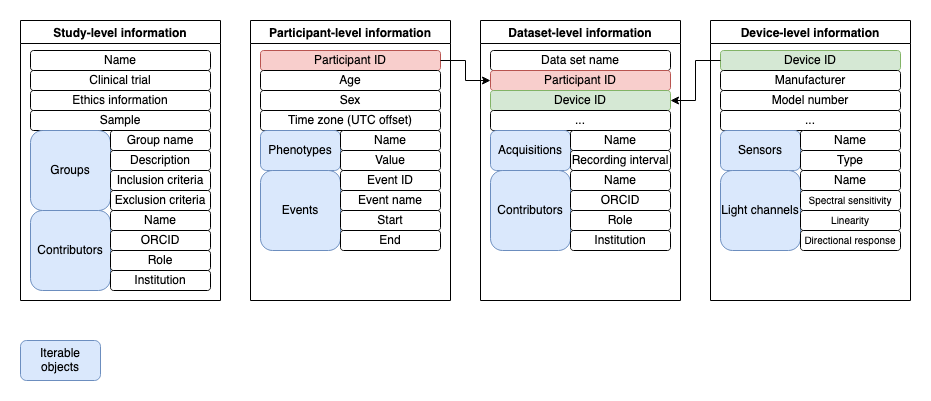 Study-level information
Name
Clinical trial
Ethics information
Sample
Groups
Group name
Description
Inclusion criteria
Exclusion criteria
Contributors
Name
ORCID
Role
Institution
Participant-level information
Participant ID
Age
Sex
Time zone (UTC offset)
Phenotypes
Name
Value
Events
Event ID
Event name
Start
End
Dataset-level information
Data set name
Participant ID
Device ID
...
Acquisitions
Name
Recording interval
Contributors
Name
ORCID
Role
Institution
Device-level information
Device ID
Manufacturer
Model number
...
Sensors
Name
Type
Light channels
Name
Spectral sensitivity
Linearity
Directional response
Iterable
objects